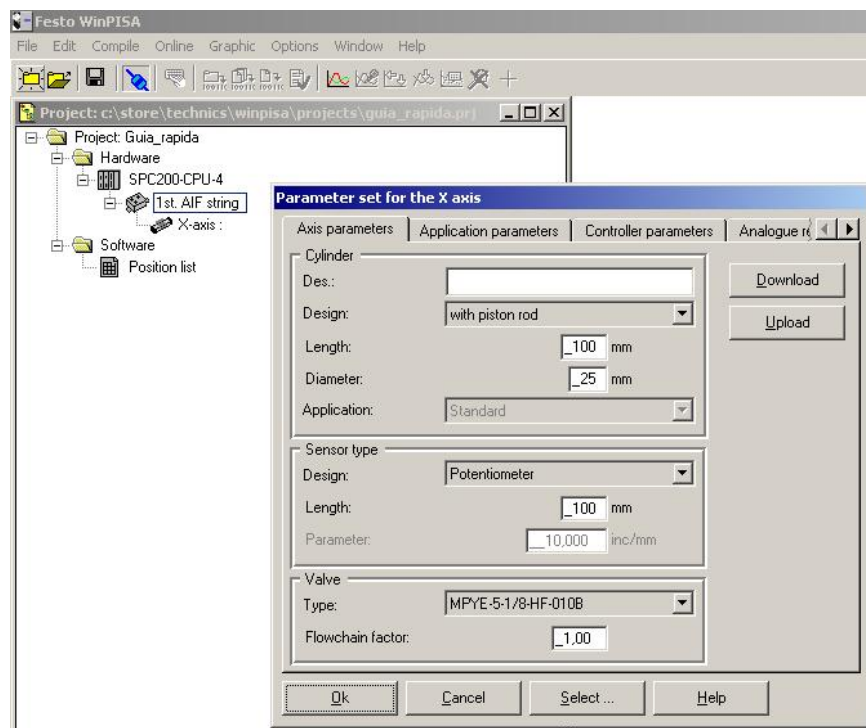 Festo WinPISA
File Edit Compile Online Graphic Options Window Help
Project: c:\store\technics\winpisa\projects\guia_rapida.prj
Project: Guia_rapida
Hardware
SPC200-CPU-4
1st. AIF string
X-axis :
Software
Position list
Parameter set for the X axis
Axis parameters Application parameters Controller parameters Analogue re
Cylinder
Des.:
Design: with piston rod
Length: _100 mm
Diameter: _25 mm
Application: Standard
Sensor type
Design: Potentiometer
Length: _100 mm
Parameter: __10,000 inc/mm
Valve
Type: MPYE-5-1/8-HF-010B
Flowchain factor: _1,00
Download
Upload
Ok Cancel Select ... Help